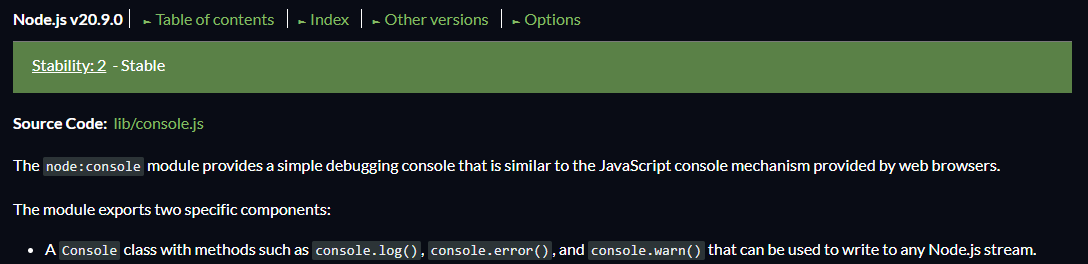 Node.js v20.9.0 ► Table of contents ► Index ► Other versions ► Options
Stability: 2 - Stable
Source Code: lib/console.js
The node:console module provides a simple debugging console that is similar to the JavaScript console mechanism provided by web browsers.
The module exports two specific components:
• A Console class with methods such as console.log(), console.error(), and console.warn() that can be used to write to any Node.js stream.